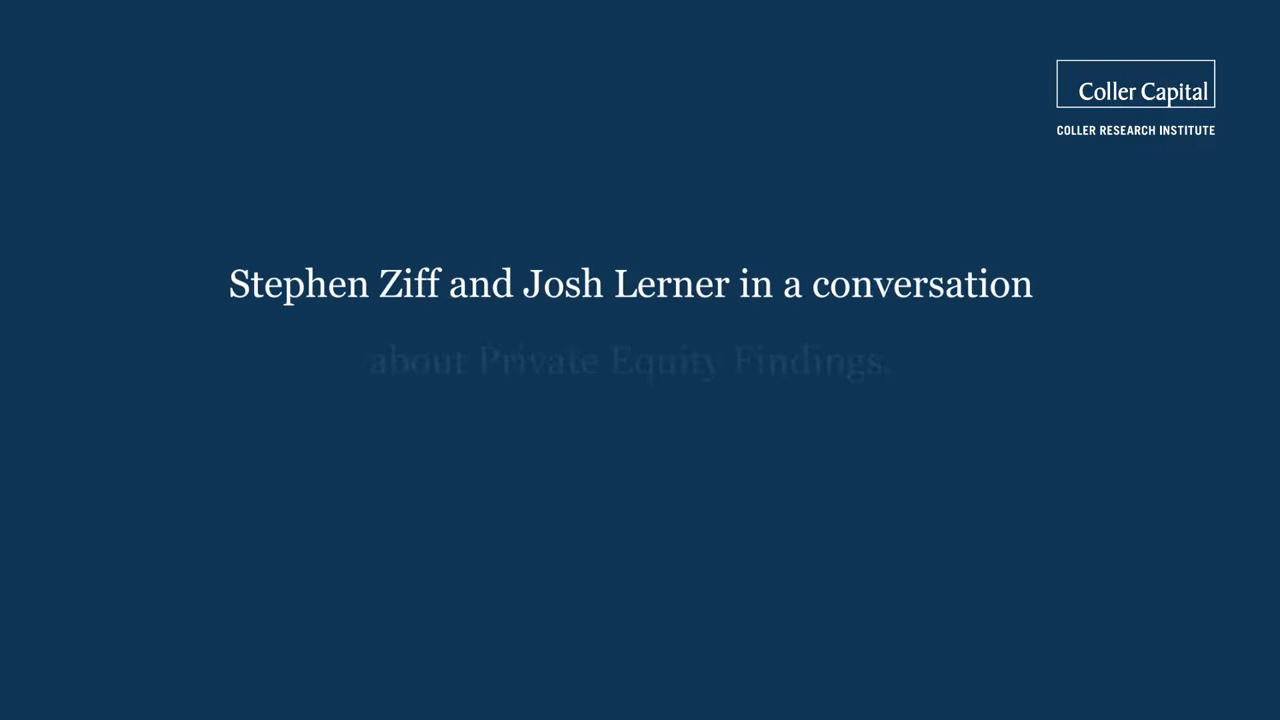 Coller Capital
COLLER RESEARCH INSTITUTE
Stephen Ziff and Josh Lerner in a conversation
about Private Equity Findings.